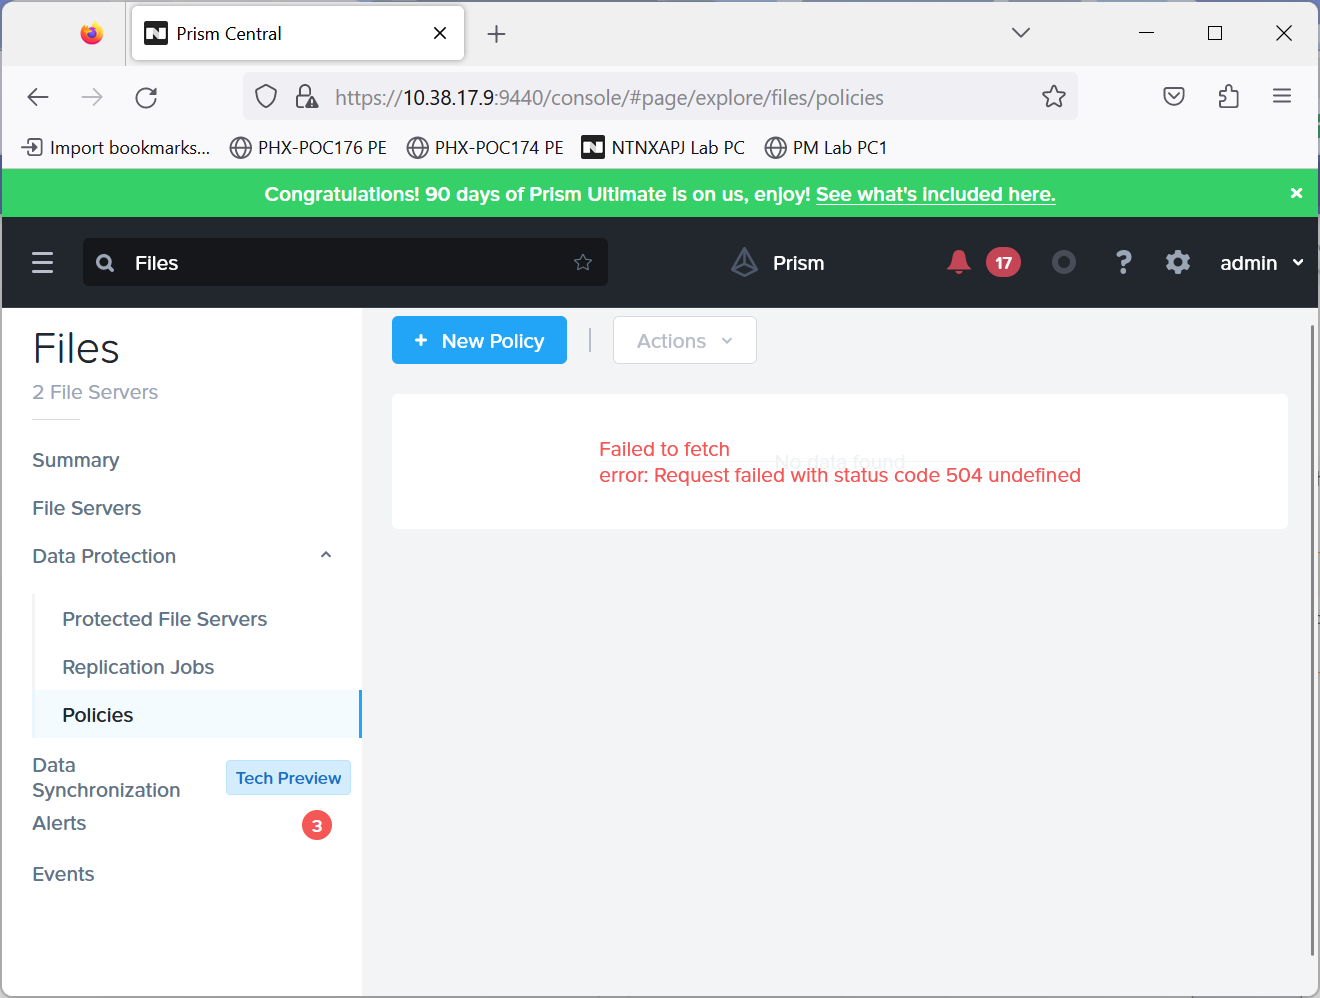 Prism Central
https://10.38.17.9:9440/console/#page/explore/files/policies
Import bookmarks...
PHX-POC176 PE
PHX-POC174 PE
NTNXAPJ Lab PC
PM Lab PC1
Congratulations! 90 days of Prism Ultimate is on us, enjoy! See what's included here.
Files
Prism
17
?
admin
Files
2 File Servers
Summary
File Servers
Data Protection
Protected File Servers
Replication Jobs
Policies
Data
Synchronization
Tech Preview
Alerts
3
Events
+ New Policy
Actions
Failed to fetch
No data found
error: Request failed with status code 504 undefined